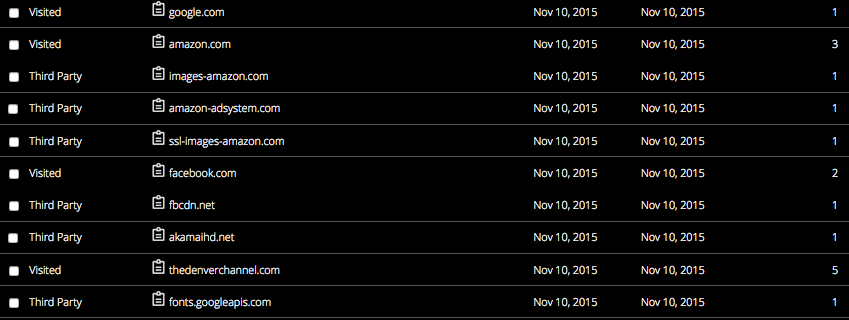 Visited google.com Nov 10, 2015 Nov 10, 2015 1
Visited amazon.com Nov 10, 2015 Nov 10, 2015 3
Third Party images-amazon.com Nov 10, 2015 Nov 10, 2015 1
Third Party amazon-adsystem.com Nov 10, 2015 Nov 10, 2015 1
Third Party ssl-images-amazon.com Nov 10, 2015 Nov 10, 2015 1
Visited facebook.com Nov 10, 2015 Nov 10, 2015 2
Third Party fbcdn.net Nov 10, 2015 Nov 10, 2015 1
Third Party akamaihd.net Nov 10, 2015 Nov 10, 2015 1
Visited thedenverchannel.com Nov 10, 2015 Nov 10, 2015 5
Third Party fonts.googleapis.com Nov 10, 2015 Nov 10, 2015 1